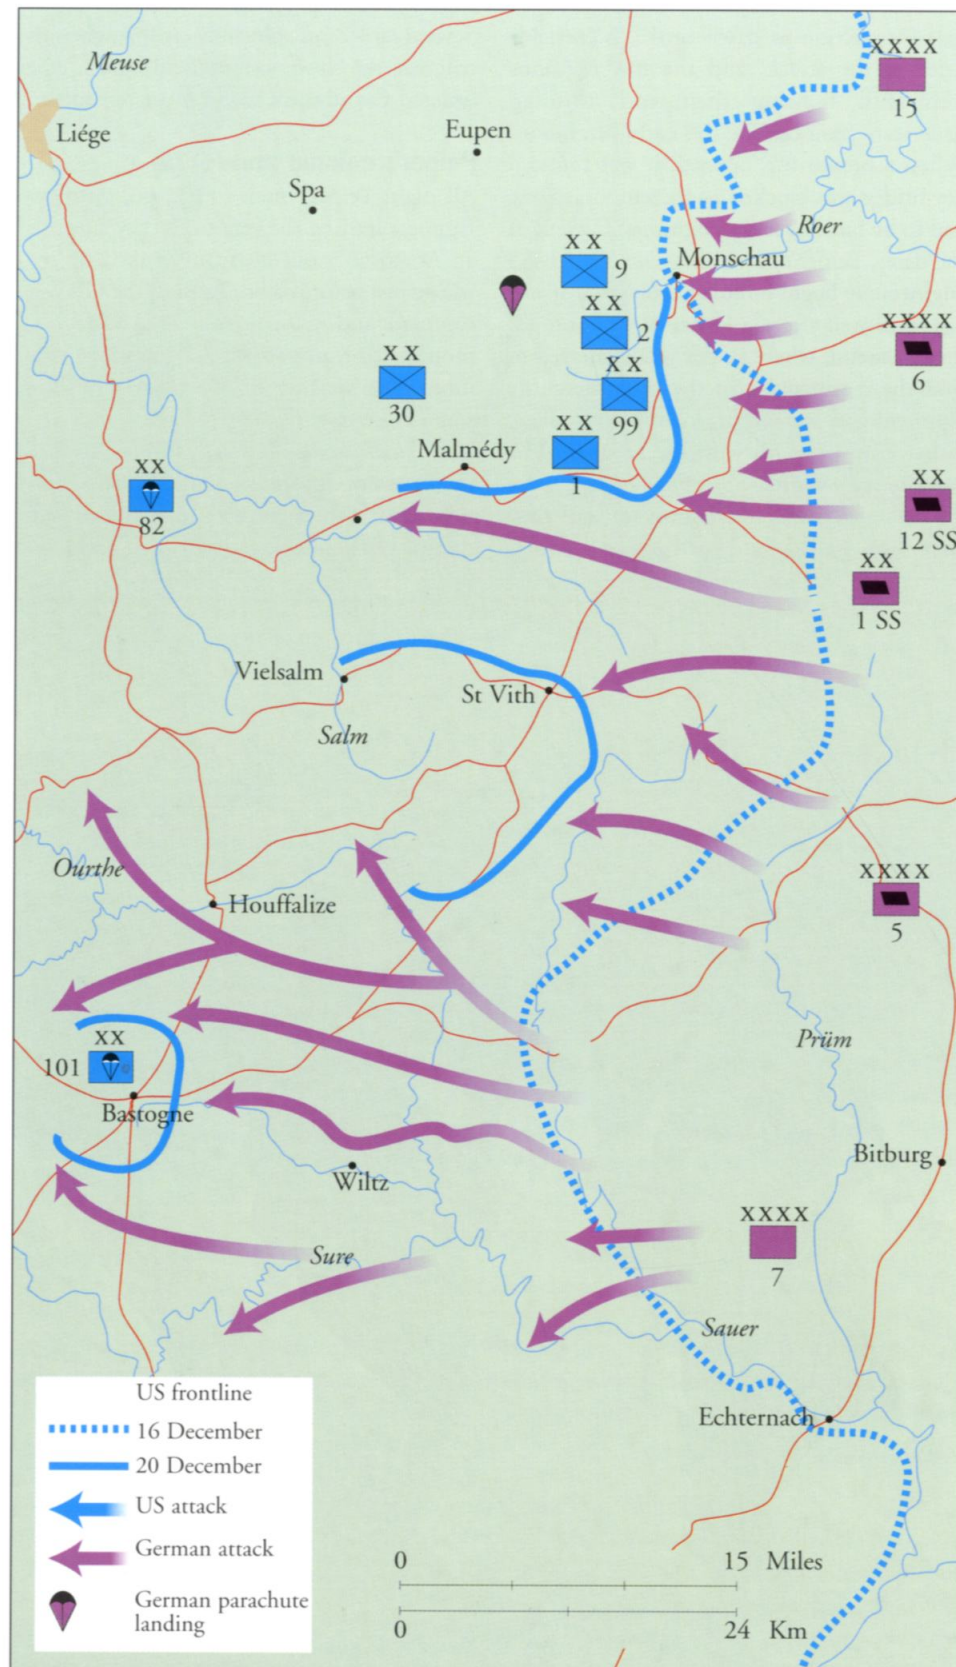 Meuse
XXXX
15
Liége
Eupen
Spa
Roer
XX
9
Monschau
XX
2
XXXX
6
XX
30
XX
99
Malmédy
XX
1
XX
82
XX
12 SS
XX
1 SS
Vielsalm
St Vith
Salm
Ourthe
XXXX
5
Houffalize
XX
101
Bastogne
Prüm
Wiltz
Bitburg
XXXX
7
Sure
Sauer
Echternach
US frontline
16 December
20 December
US attack
German attack
German parachute
landing
0 15 Miles
0 24 Km